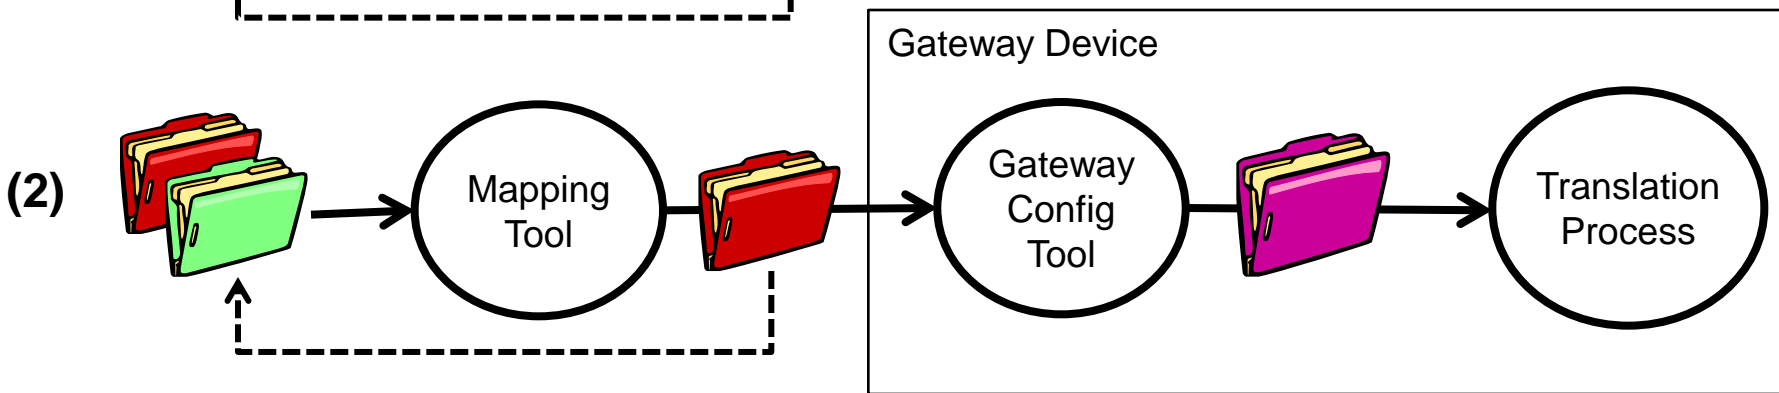 Gateway Device
(2)
Mapping
Tool
Gateway
Config
Tool
Translation
Process